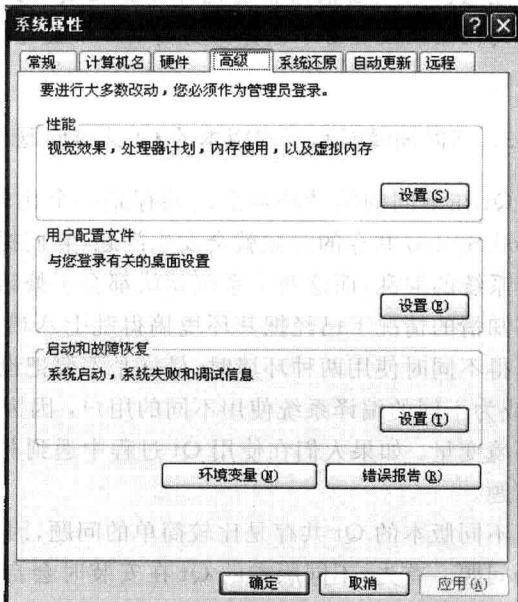 系统属性
常规 计算机名 硬件 高级 系统还原 自动更新 远程
要进行大多数改动，您必须作为管理员登录。
性能
视觉效果，处理器计划，内存使用，以及虚拟内存
设置(S)
用户配置文件
与您登录有关的桌面设置
设置(E)
启动和故障恢复
系统启动，系统失败和调试信息
设置(T)
环境变量(N) 错误报告(R)
确定 取消 应用(A)